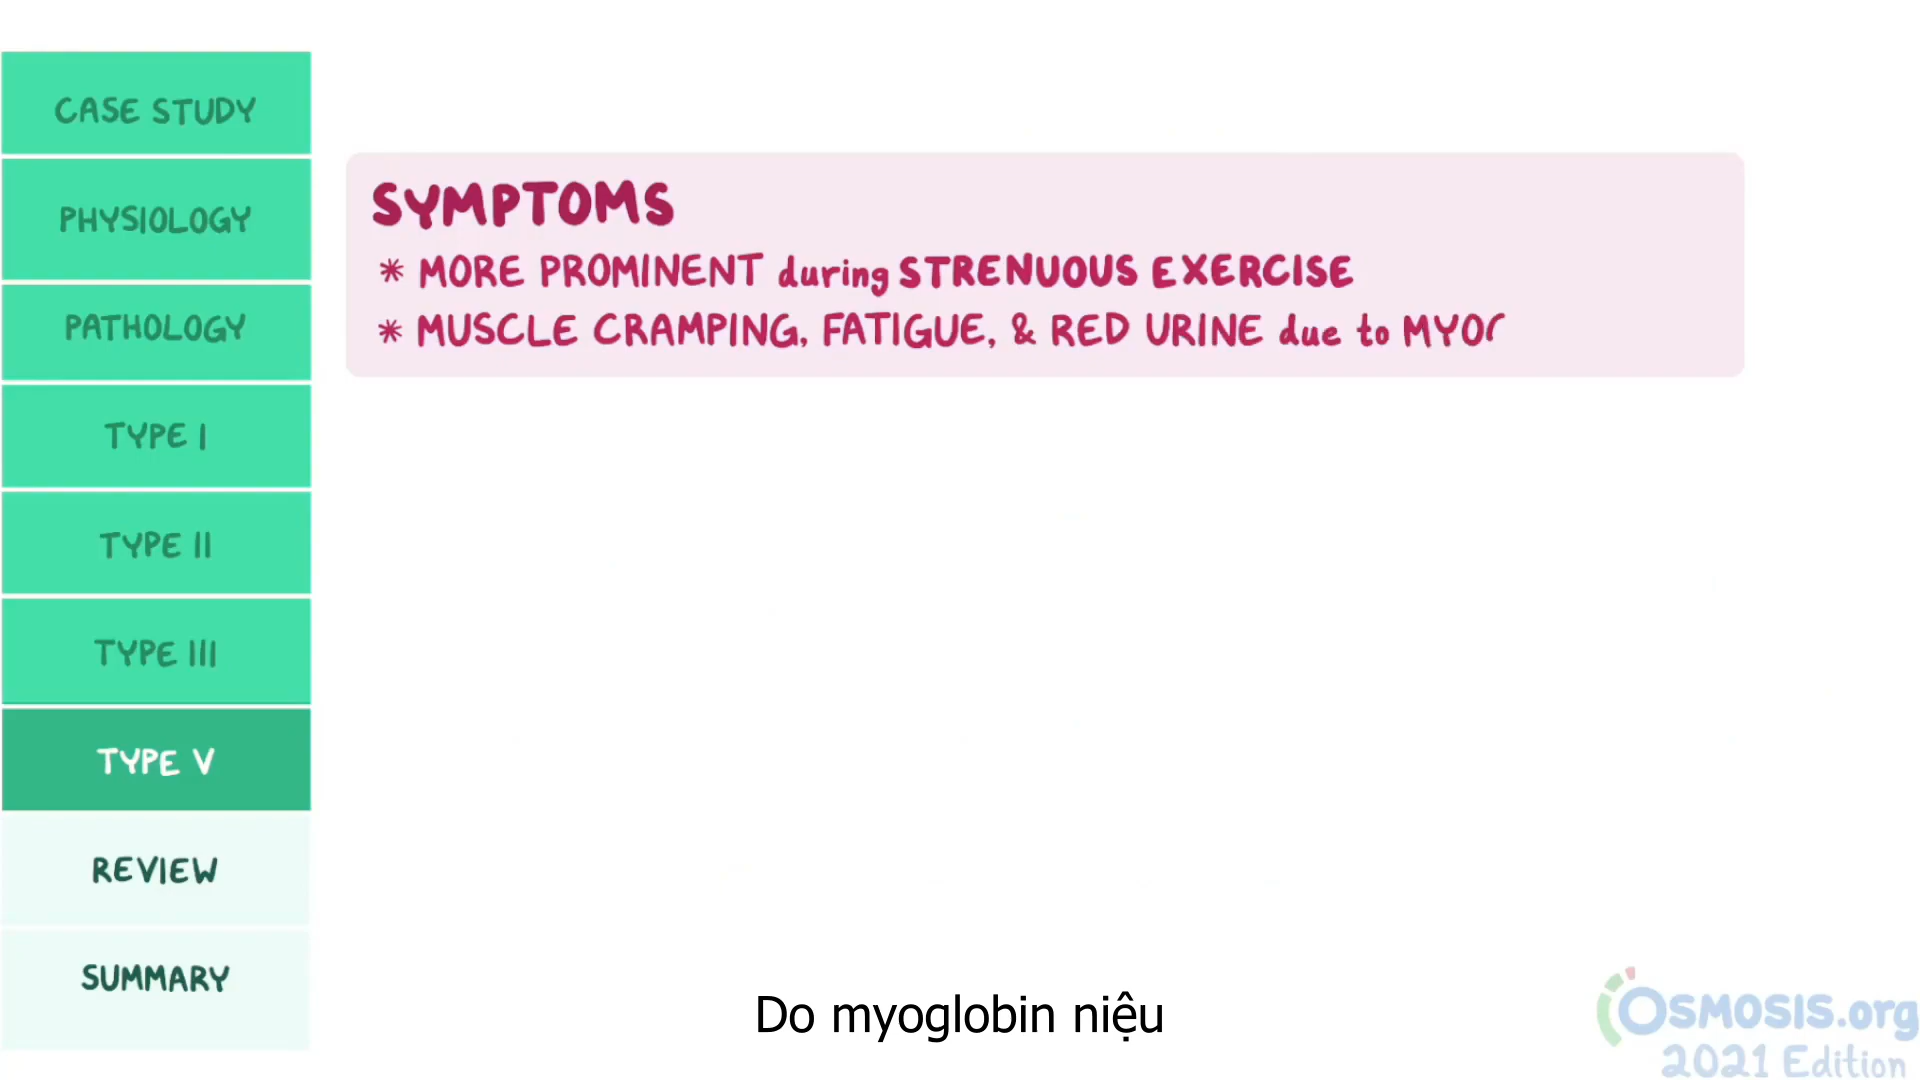 CASE STUDY
PHYSIOLOGY
PATHOLOGY
TYPE I
TYPE II
TYPE III
TYPE V
REVIEW
SUMMARY
SYMPTOMS
* MORE PROMINENT during STRENUOUS EXERCISE
* MUSCLE CRAMPING, FATIGUE, & RED URINE due to MYO
Do myoglobin niệu
OSMOSIS.org
2021 Edition